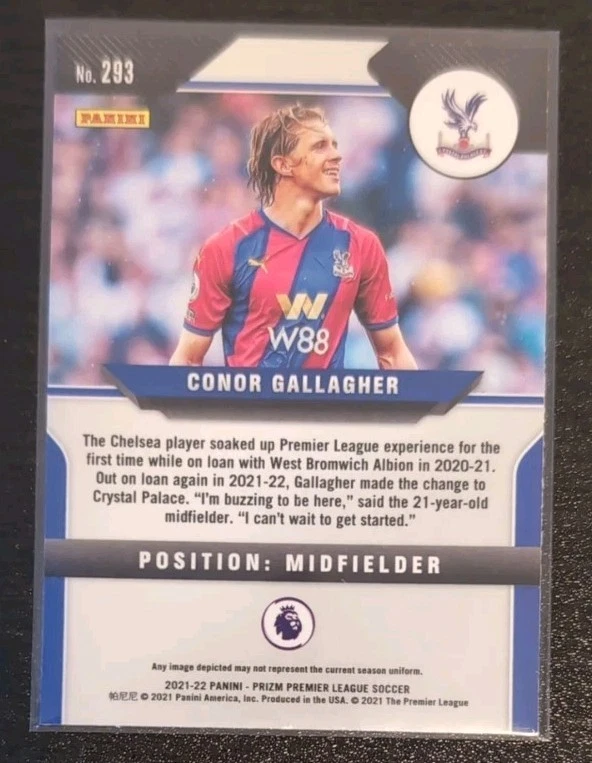 No. 293
PANINI
W88
CONOR GALLAGHER
The Chelsea player soaked up Premier League experience for the
first time while on loan with West Bromwich Albion in 2020-21.
Out on loan again in 2021-22, Gallagher made the change to
Crystal Palace. “I'm buzzing to be here,” said the 21-year-old
midfielder. “I can't wait to get started.”
POSITION: MIDFIELDER
Any image depicted may not represent the current season uniform.
2021-22 PANINI - PRIZM PREMIER LEAGUE SOCCER
帕尼尼 © 2021 Panini America, Inc. Produced in the USA. © 2021 The Premier League